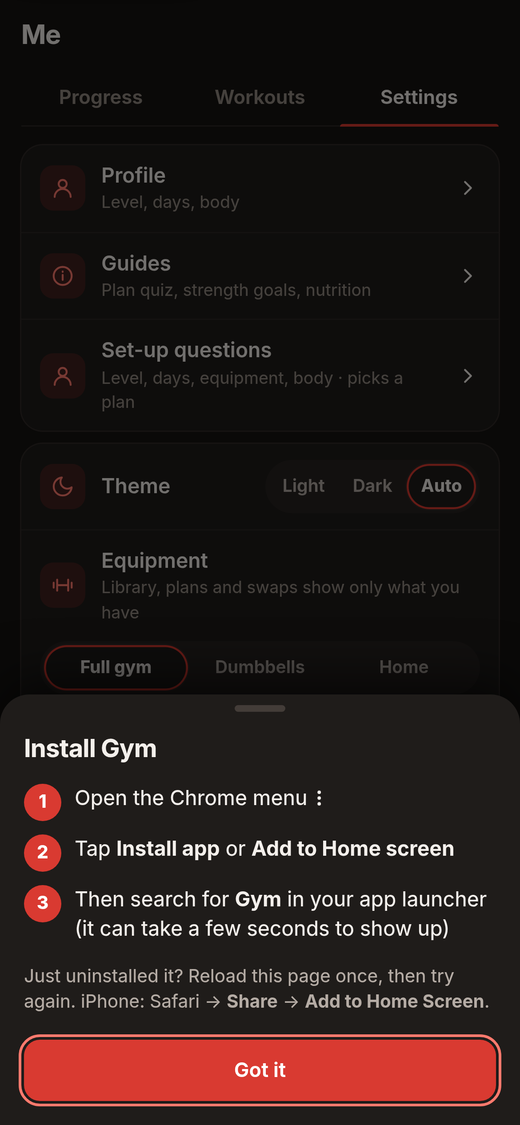 Me
Progress
Workouts
Settings
Profile
Level, days, body
Guides
Plan quiz, strength goals, nutrition
Set-up questions
Level, days, equipment, body · picks a
plan
Theme
Light
Dark
Auto
Equipment
Library, plans and swaps show only what you
have
Full gym
Dumbbells
Home
Install Gym
1 Open the Chrome menu ⋮
2 Tap Install app or Add to Home screen
3 Then search for Gym in your app launcher
(it can take a few seconds to show up)
Just uninstalled it? Reload this page once, then try
again. iPhone: Safari → Share → Add to Home Screen.
Got it